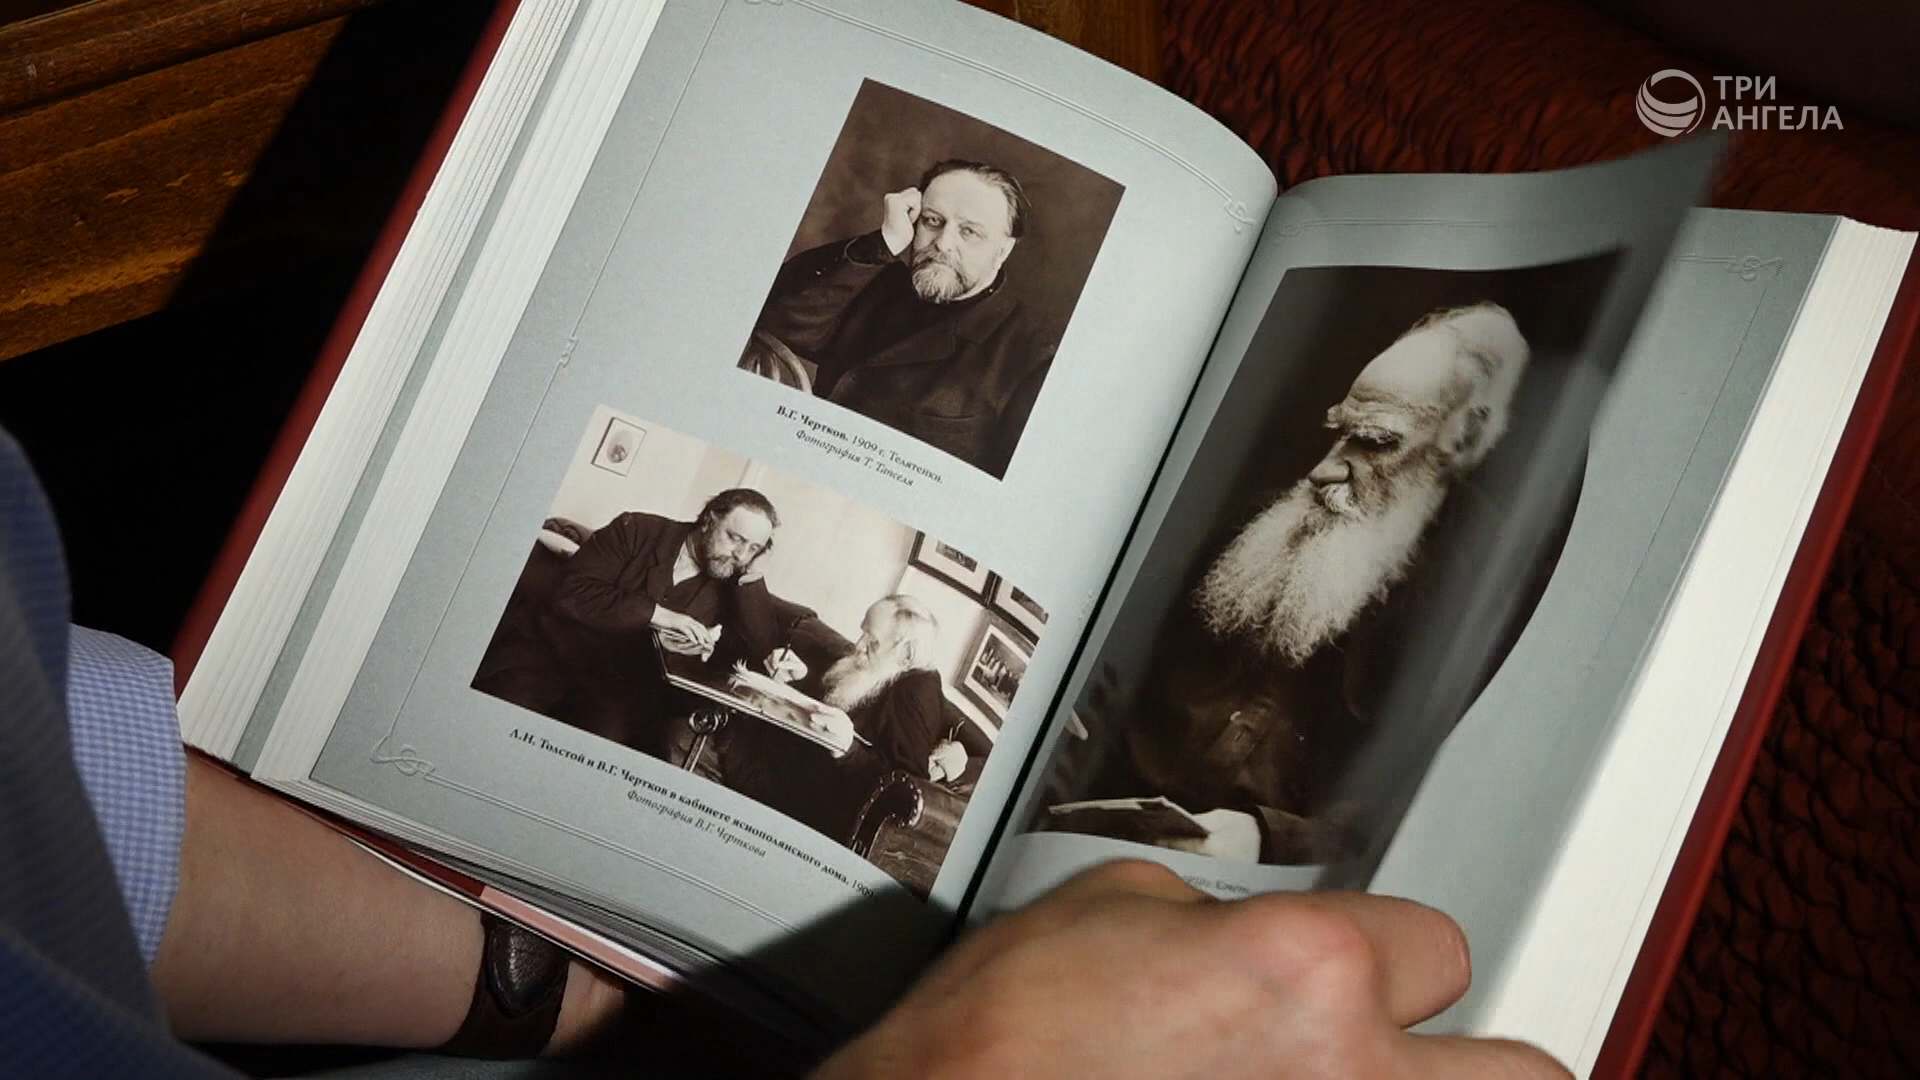 ТРИ
АНГЕЛА
В.Г. Чертков. 1909 г. Телятенки.
Фотография Т. Тапселя
Л.Н. Толстой и В.Г. Чертков в кабинете яснополянского дома. 1909
Фотография В.Г. Черткова